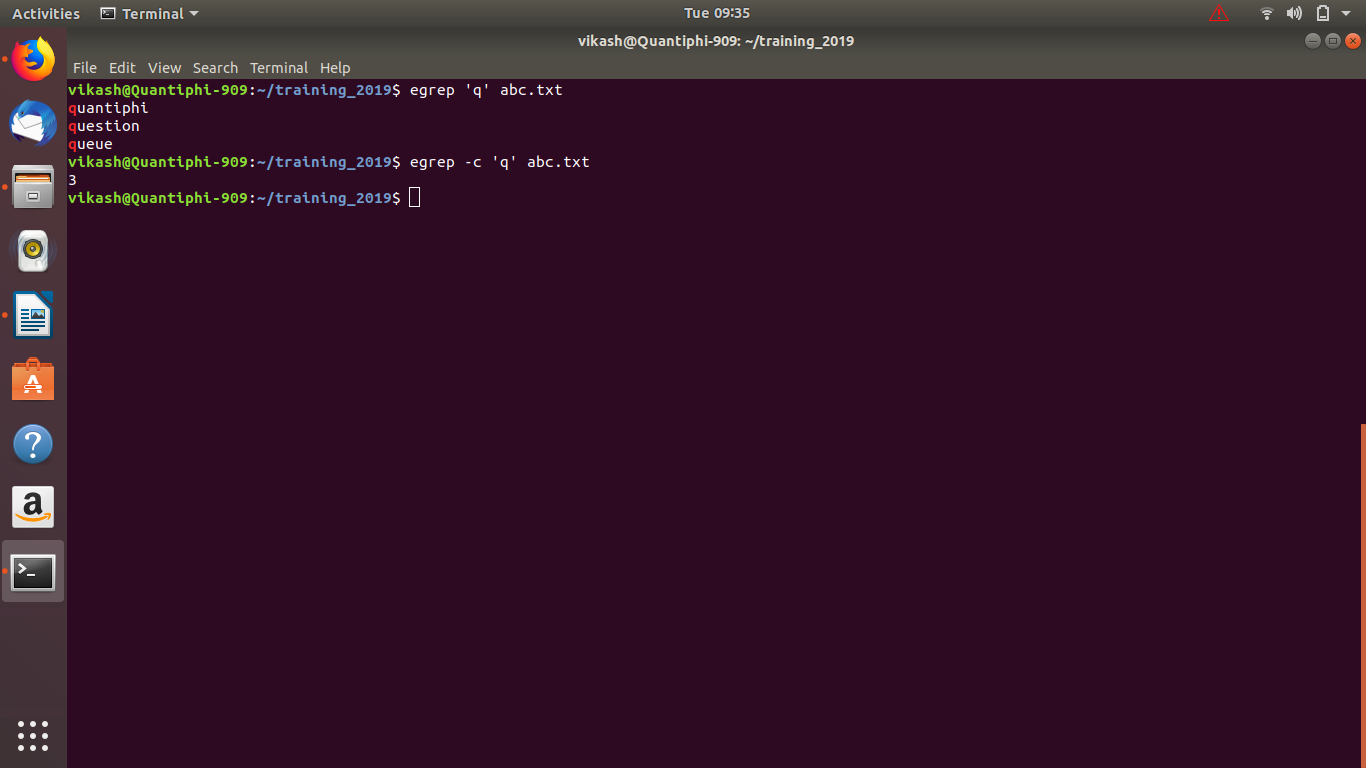 Activities Terminal Tue 09:35
vikash@Quantiphi-909: ~/training_2019
File Edit View Search Terminal Help
vikash@Quantiphi-909:~/training_2019$ egrep 'q' abc.txt
quantiphi
question
queue
vikash@Quantiphi-909:~/training_2019$ egrep -c 'q' abc.txt
3
vikash@Quantiphi-909:~/training_2019$